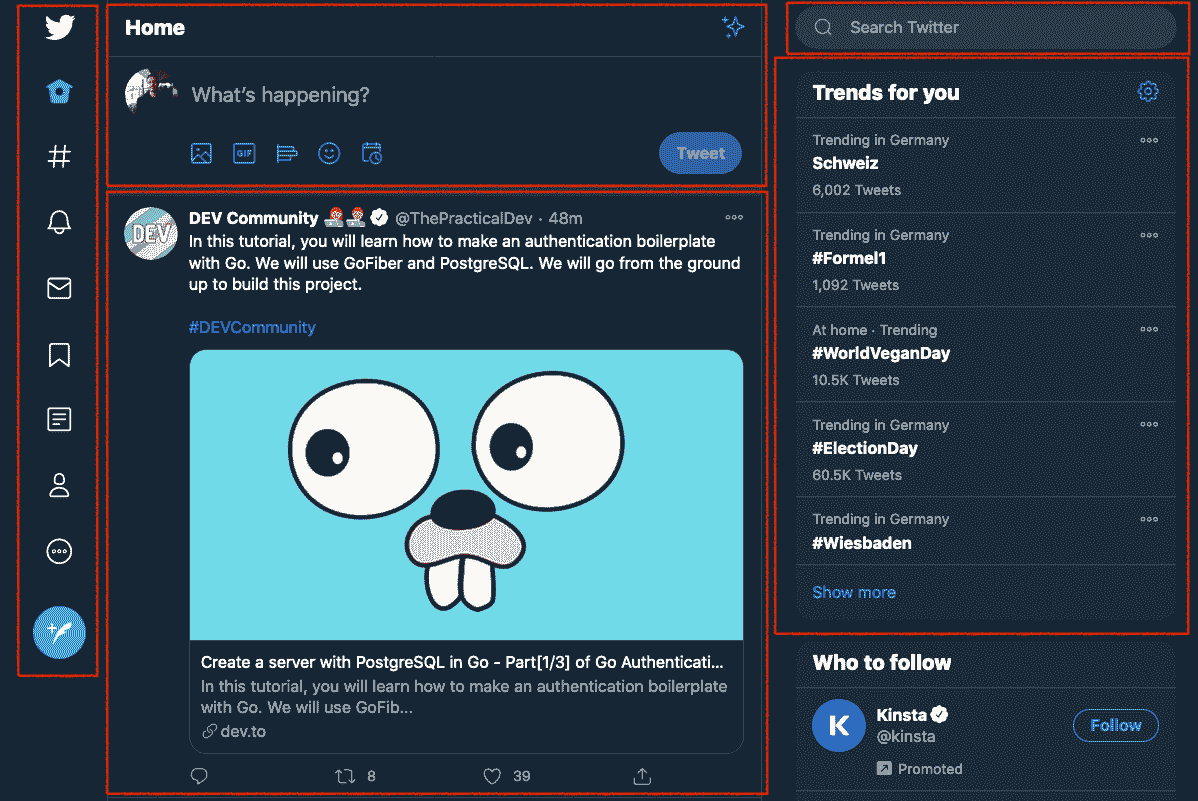 Home
What's happening?
GIF
Tweet
DEV
DEV Community @ThePracticalDev · 48m
In this tutorial, you will learn how to make an authentication boilerplate
with Go. We will use GoFiber and PostgreSQL. We will go from the ground
up to build this project.
#DEVCommunity
Create a server with PostgreSQL in Go - Part[1/3] of Go Authenticati...
In this tutorial, you will learn how to make an authentication boilerplate
with Go. We will use GoFib...
dev.to
8
39
Search Twitter
Trends for you
Trending in Germany
Schweiz
6,002 Tweets
Trending in Germany
#Formel1
1,092 Tweets
At home · Trending
#WorldVeganDay
10.5K Tweets
Trending in Germany
#ElectionDay
60.5K Tweets
Trending in Germany
#Wiesbaden
Show more
Who to follow
K
Kinsta
@kinsta
Follow
Promoted